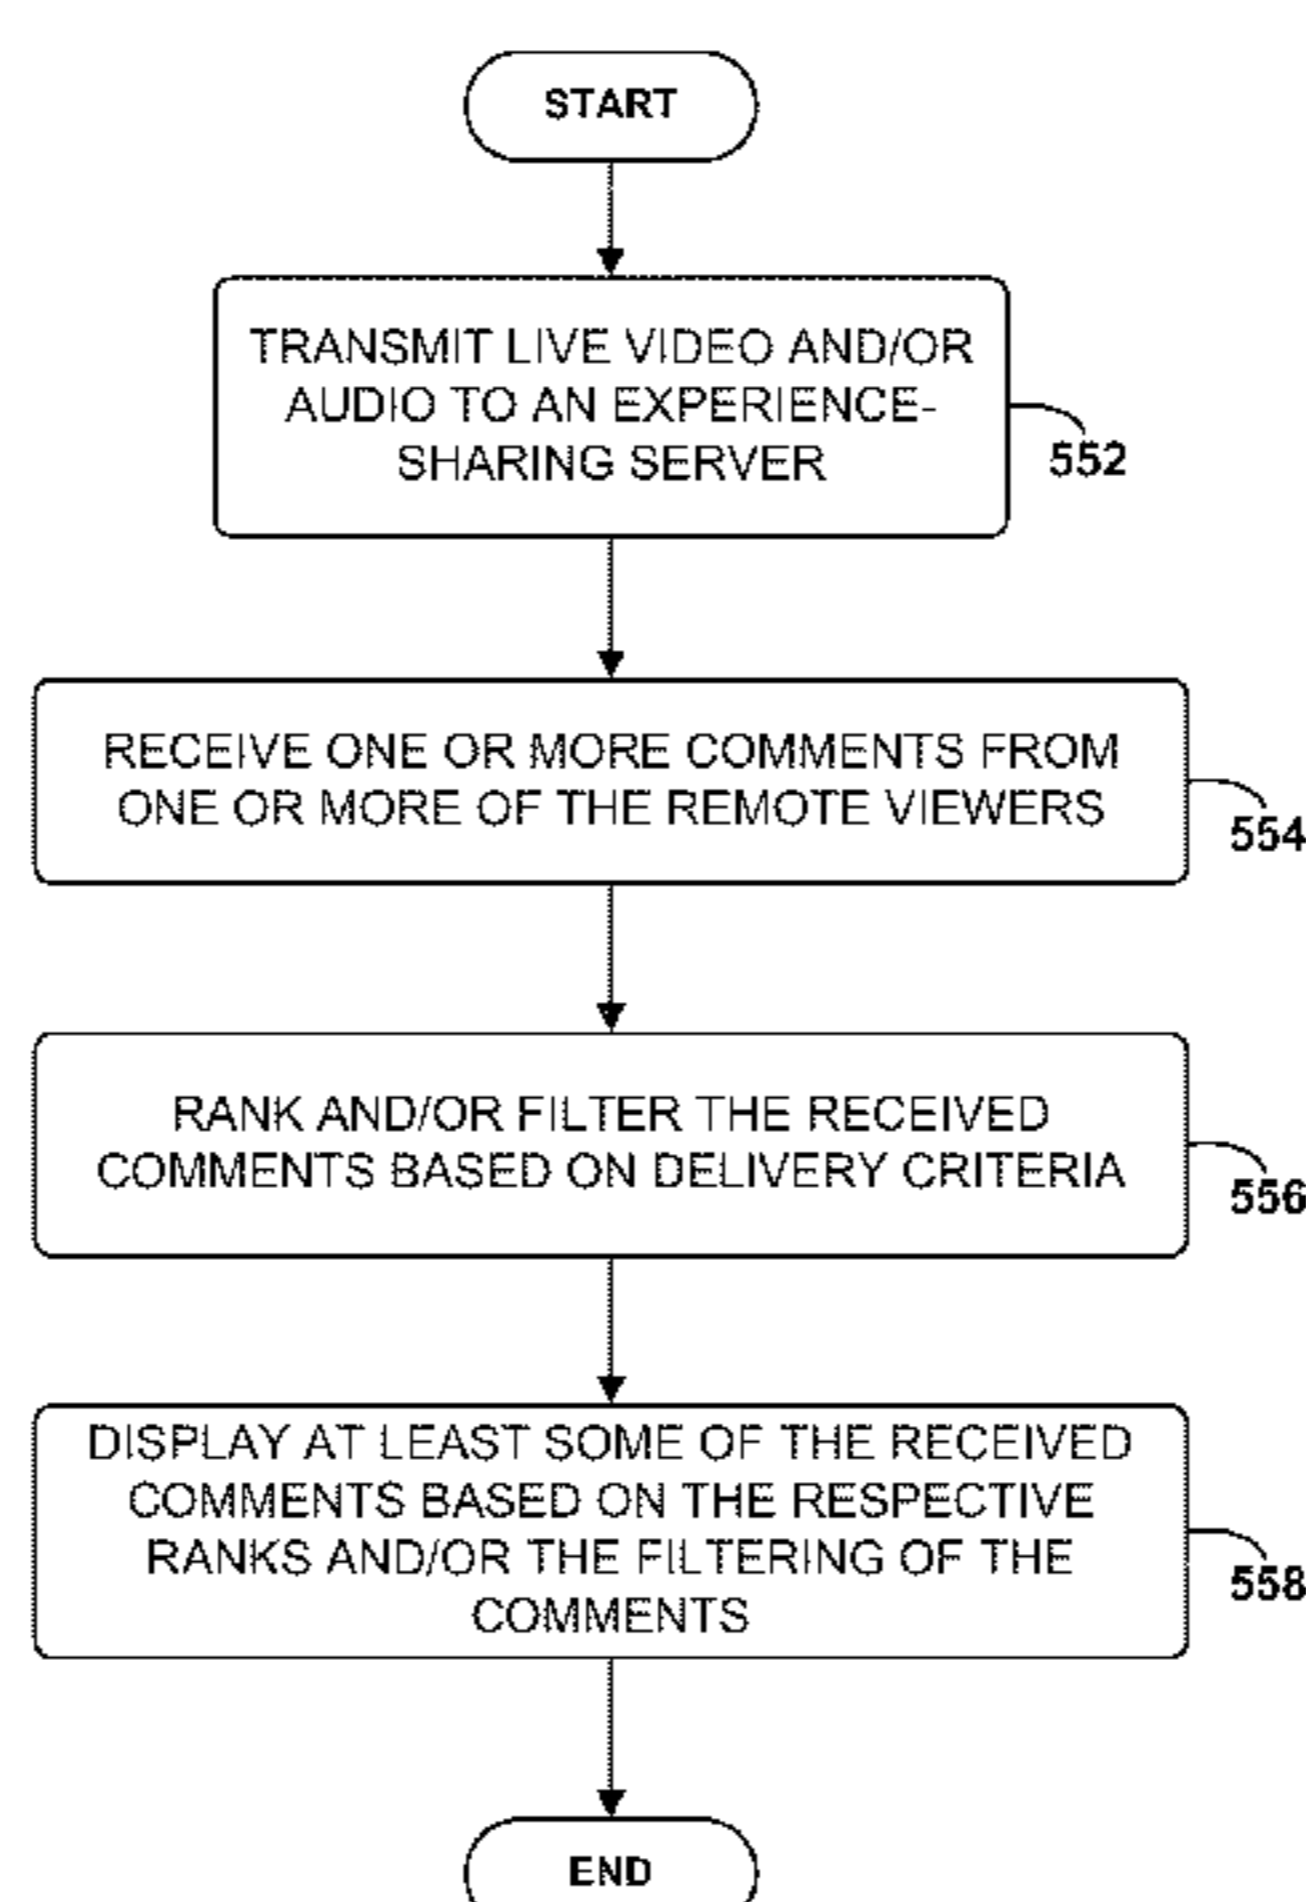 START
TRANSMIT LIVE VIDEO AND/OR
AUDIO TO AN EXPERIENCE-
SHARING SERVER
552
RECEIVE ONE OR MORE COMMENTS FROM
ONE OR MORE OF THE REMOTE VIEWERS
554
RANK AND/OR FILTER THE RECEIVED
COMMENTS BASED ON DELIVERY CRITERIA
556
DISPLAY AT LEAST SOME OF THE RECEIVED
COMMENTS BASED ON THE RESPECTIVE
RANKS AND/OR THE FILTERING OF THE
COMMENTS
558
END